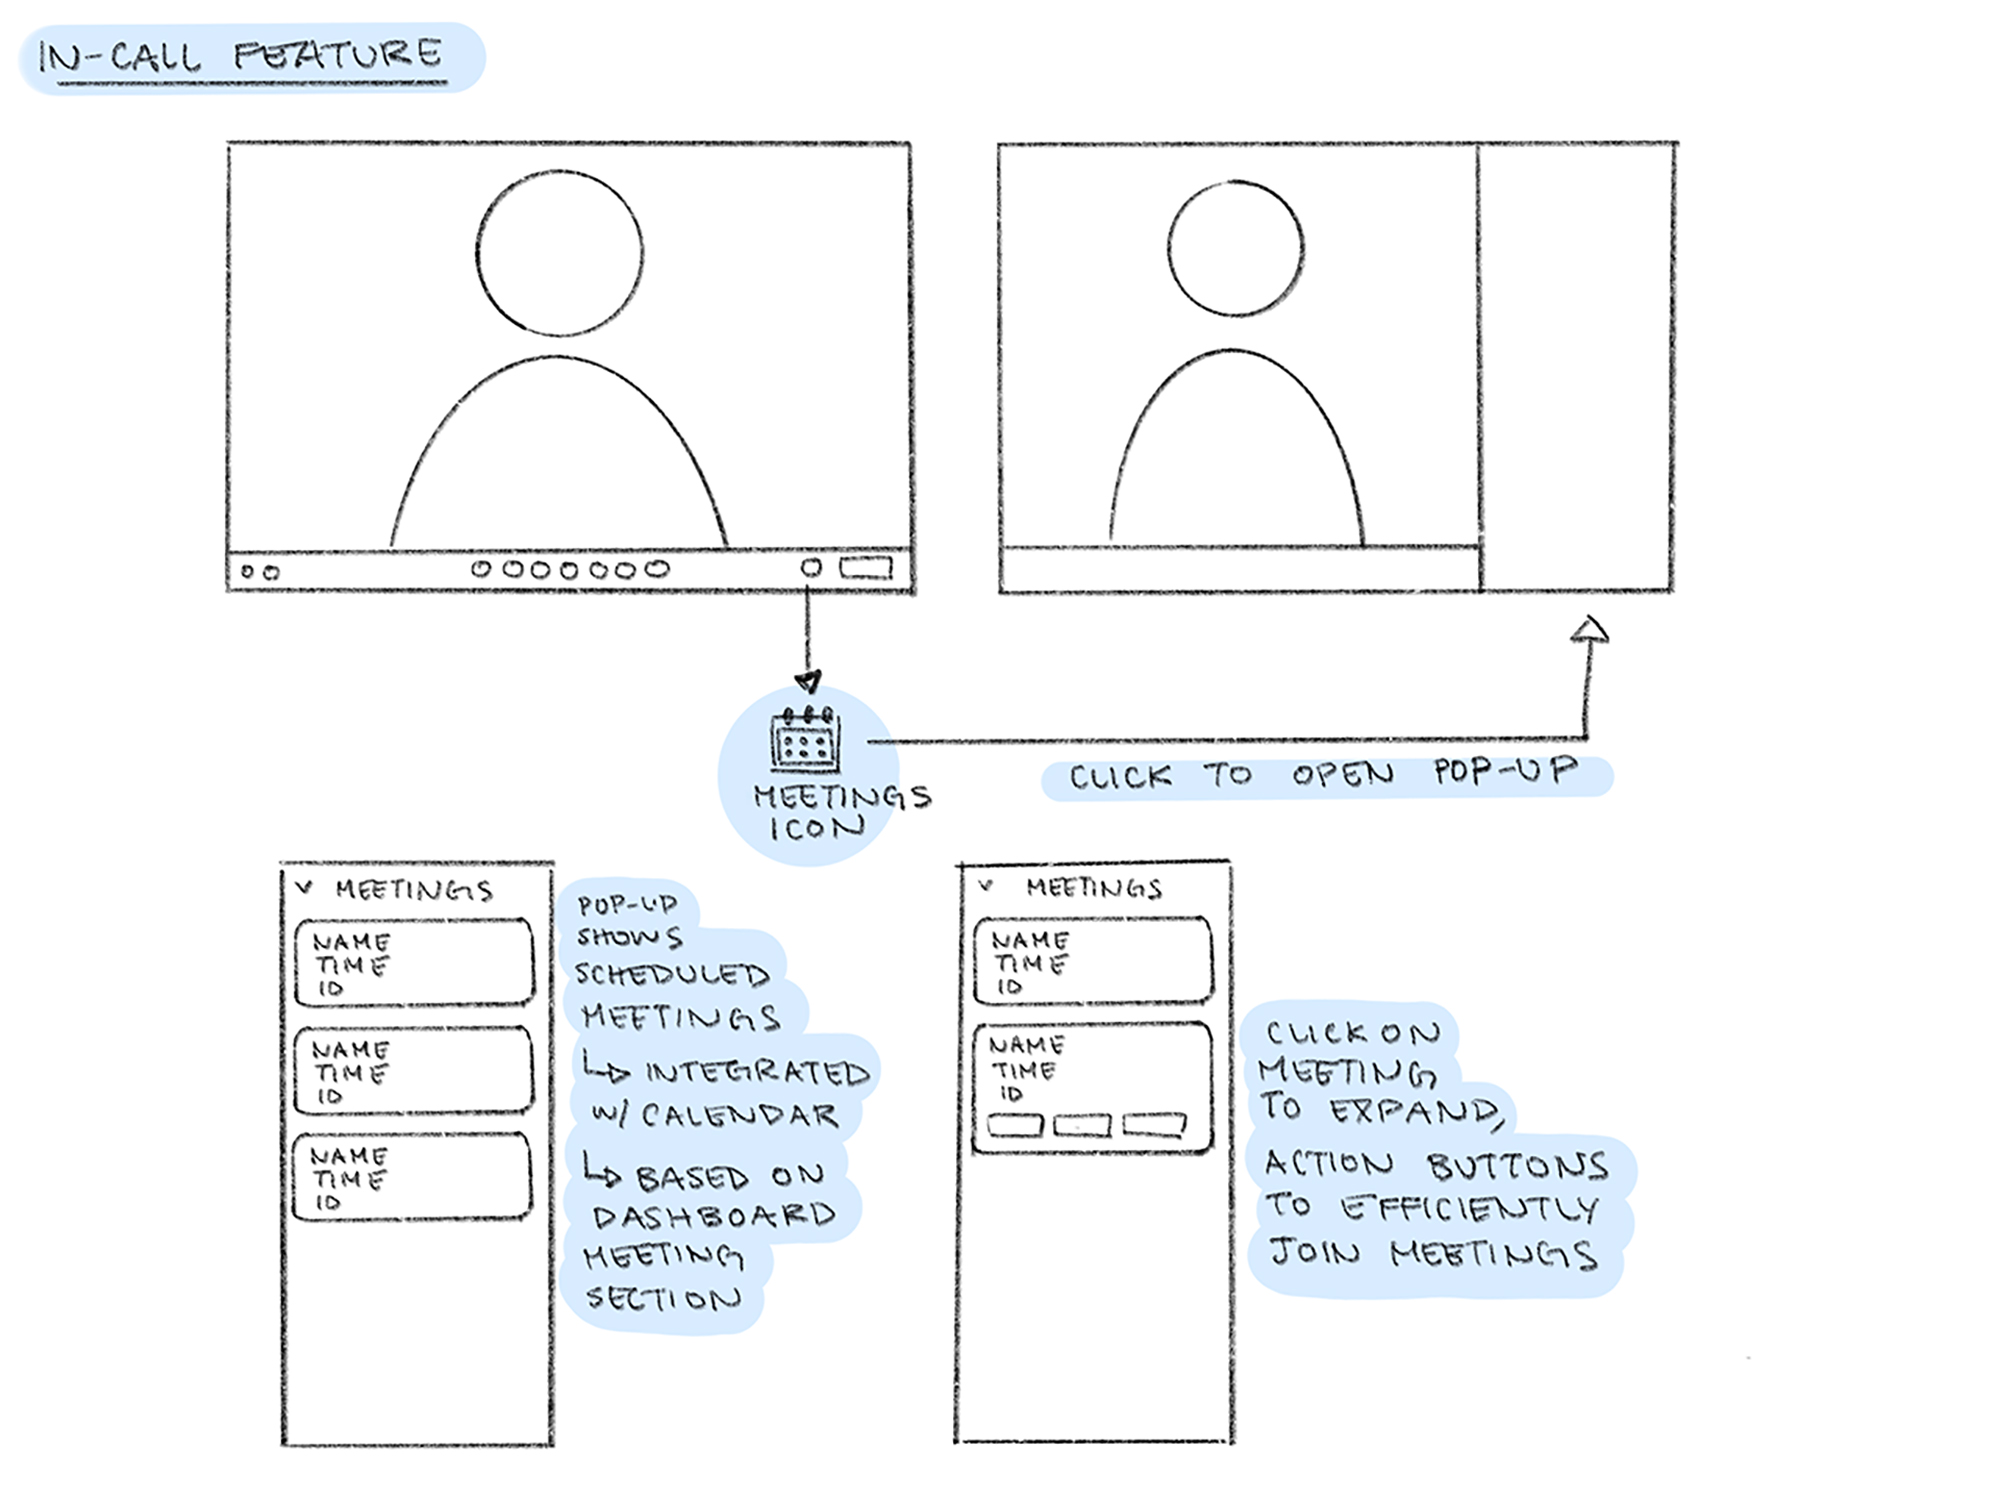 IN-CALL FEATURE
MEETINGS
ICON
CLICK TO OPEN POP-UP
MEETINGS
NAME
TIME
ID
NAME
TIME
ID
NAME
TIME
ID
POP-UP
SHOWS
SCHEDULED
MEETINGS
↳ INTEGRATED
W/ CALENDAR
↳ BASED ON
DASHBOARD
MEETING
SECTION
MEETINGS
NAME
TIME
ID
NAME
TIME
ID
CLICK ON
MEETING
TO EXPAND,
ACTION BUTTONS
TO EFFICIENTLY
JOIN MEETINGS